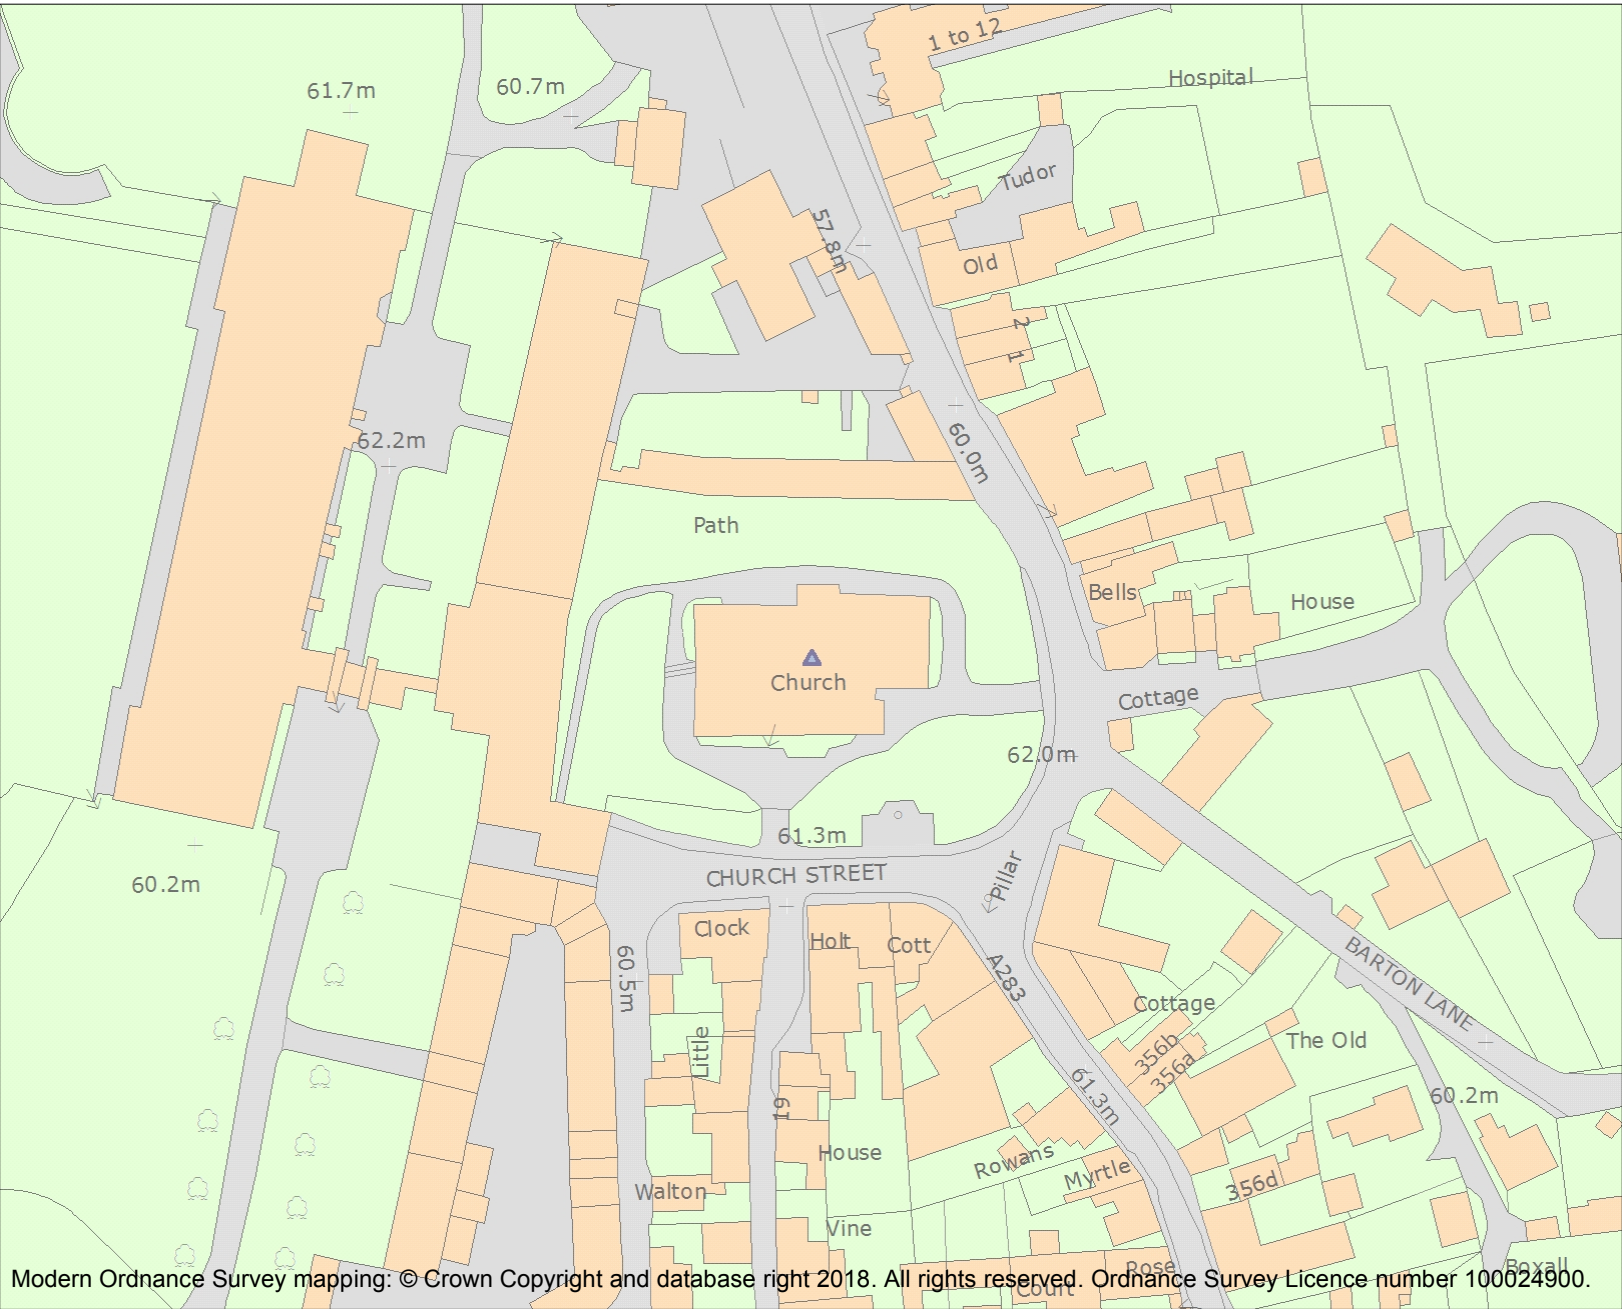 1 to 12
61.7m
60.7m
Hospital
Tudor
57.8m
Old
2
1
62.2m
60.0m
Path
Bells
House
Church
Cottage
62.0m
61.3m
CHURCH STREET
Pillar
60.2m
Clock
Holt
Cott
60.5m
A283
BARTON LANE
Cottage
Little
356b
356a
The Old
61.3m
60.2m
19
House
Rowans
Myrtle
Walton
356d
Vine
Rose
Boxall
Court
Modern Ordnance Survey mapping: © Crown Copyright and database right 2018. All rights reserved. Ordnance Survey Licence number 100024900.